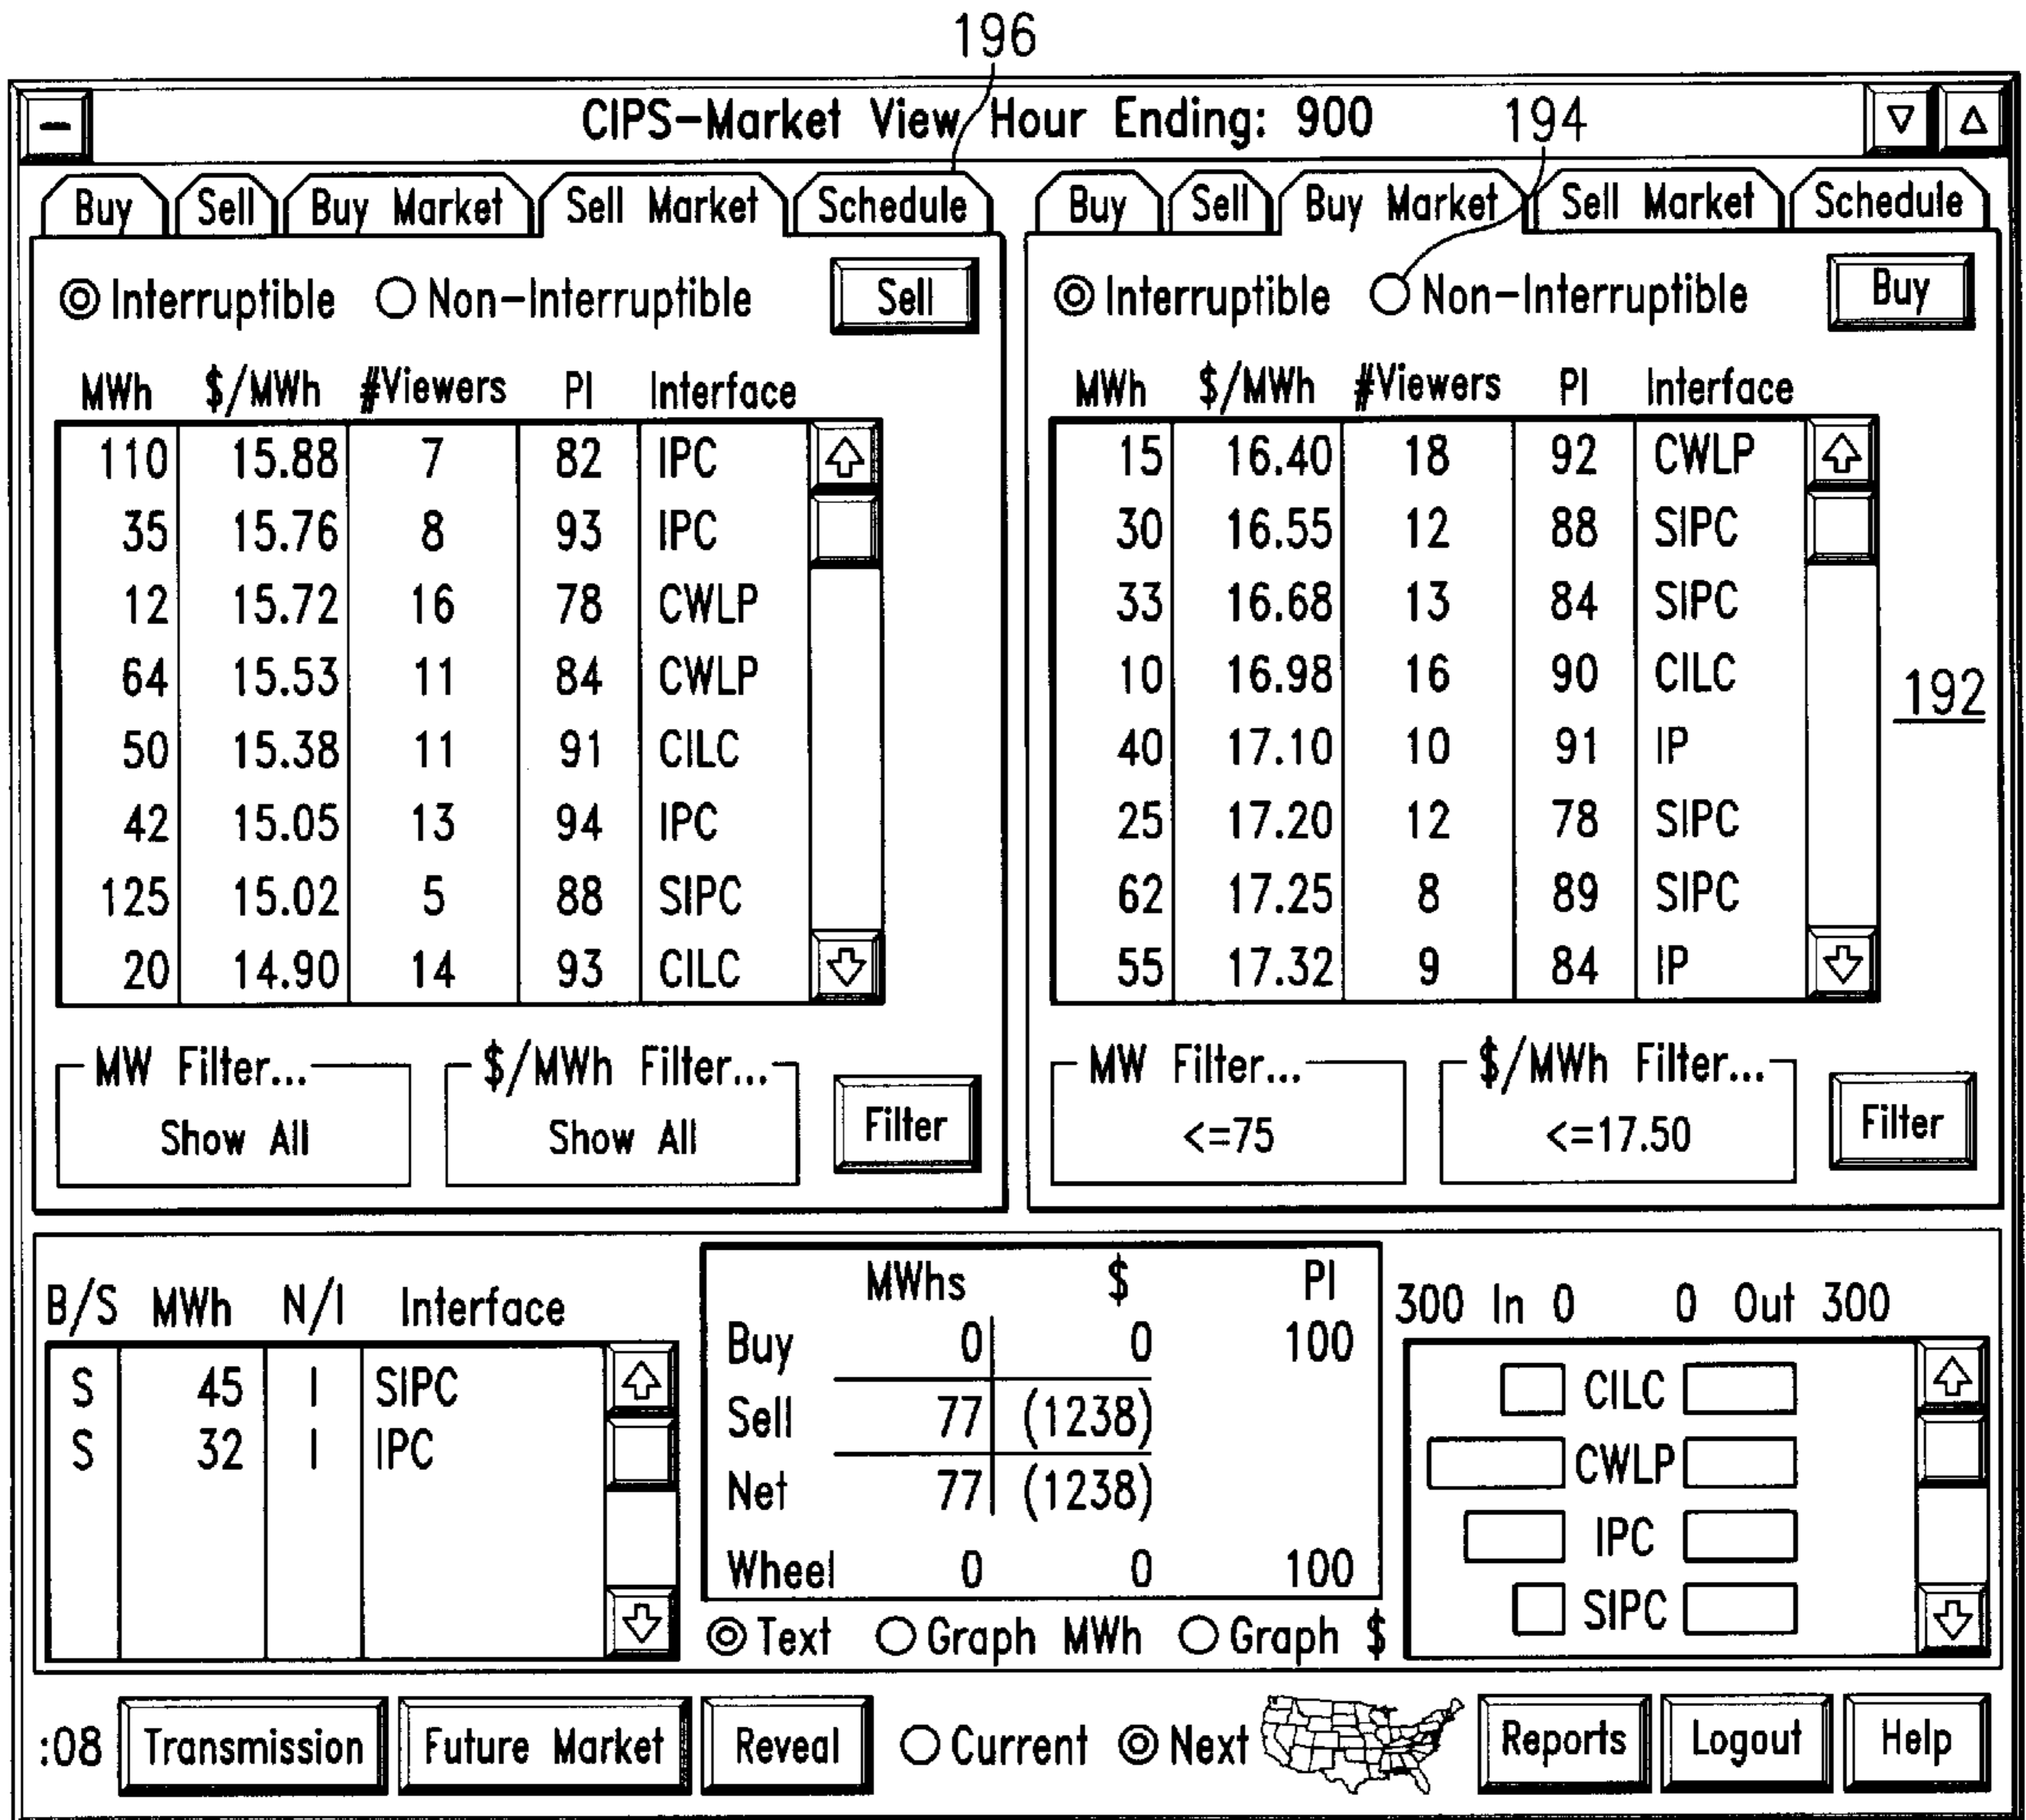 196
CIPS-Market View Hour Ending: 900
194
Buy Sell Buy Market Sell Market Schedule
Interruptible Non-Interruptible Sell
MWh $/MWh #Viewers PI Interface
110 15.88 7 82 IPC
35 15.76 8 93 IPC
12 15.72 16 78 CWLP
64 15.53 11 84 CWLP
50 15.38 11 91 CILC
42 15.05 13 94 IPC
125 15.02 5 88 SIPC
20 14.90 14 93 CILC
MW Filter... $/MWh Filter...
Show All Show All Filter
Buy Sell Buy Market Sell Market Schedule
Interruptible Non-Interruptible Buy
MWh $/MWh #Viewers PI Interface
15 16.40 18 92 CWLP
30 16.55 12 88 SIPC
33 16.68 13 84 SIPC
10 16.98 16 90 CILC
40 17.10 10 91 IP
25 17.20 12 78 SIPC
62 17.25 8 89 SIPC
55 17.32 9 84 IP
192
MW Filter... $/MWh Filter...
<=75 <=17.50 Filter
B/S MWh N/I Interface
S 45 I SIPC
S 32 I IPC
MWhs $ PI
Buy 0 0 100
Sell 77 (1238)
Net 77 (1238)
Wheel 0 0 100
Text Graph MWh Graph $
300 In 0 0 Out 300
CILC
CWLP
IPC
SIPC
:08 Transmission Future Market Reveal Current Next Reports Logout Help